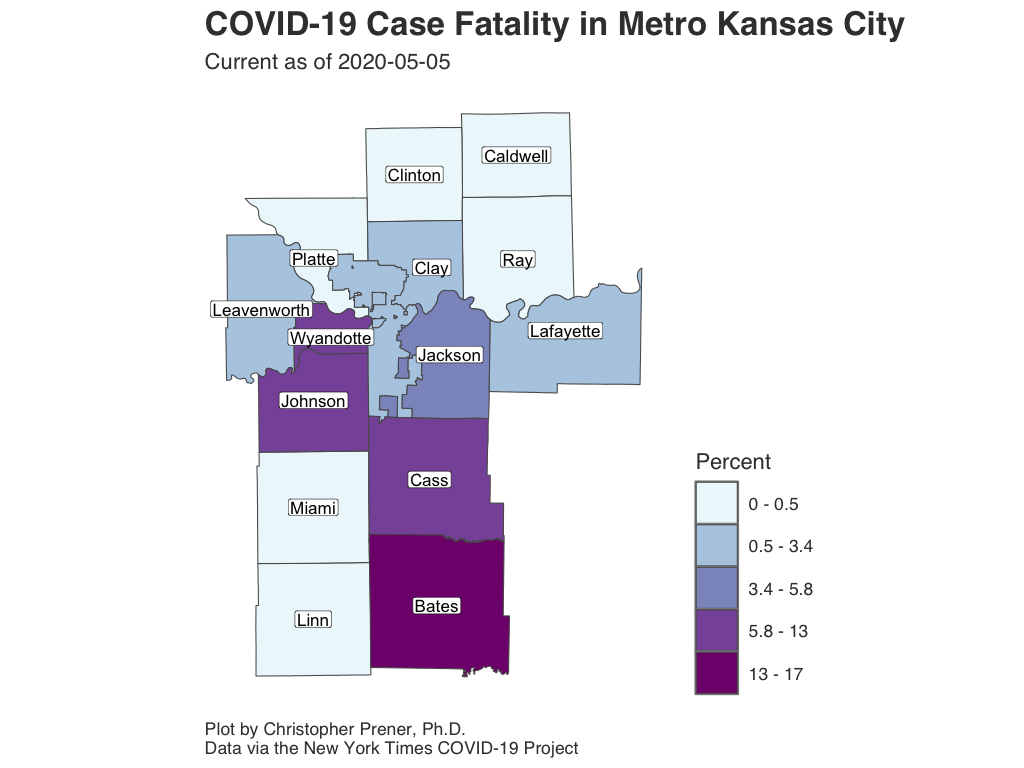 COVID-19 Case Fatality in Metro Kansas City
Current as of 2020-05-05
Caldwell
Clinton
Platte
Clay
Ray
Leavenworth
Wyandotte
Lafayette
Jackson
Johnson
Cass
Miami
Bates
Linn
Percent
0 - 0.5
0.5 - 3.4
3.4 - 5.8
5.8 - 13
13 - 17
Plot by Christopher Prener, Ph.D.
Data via the New York Times COVID-19 Project